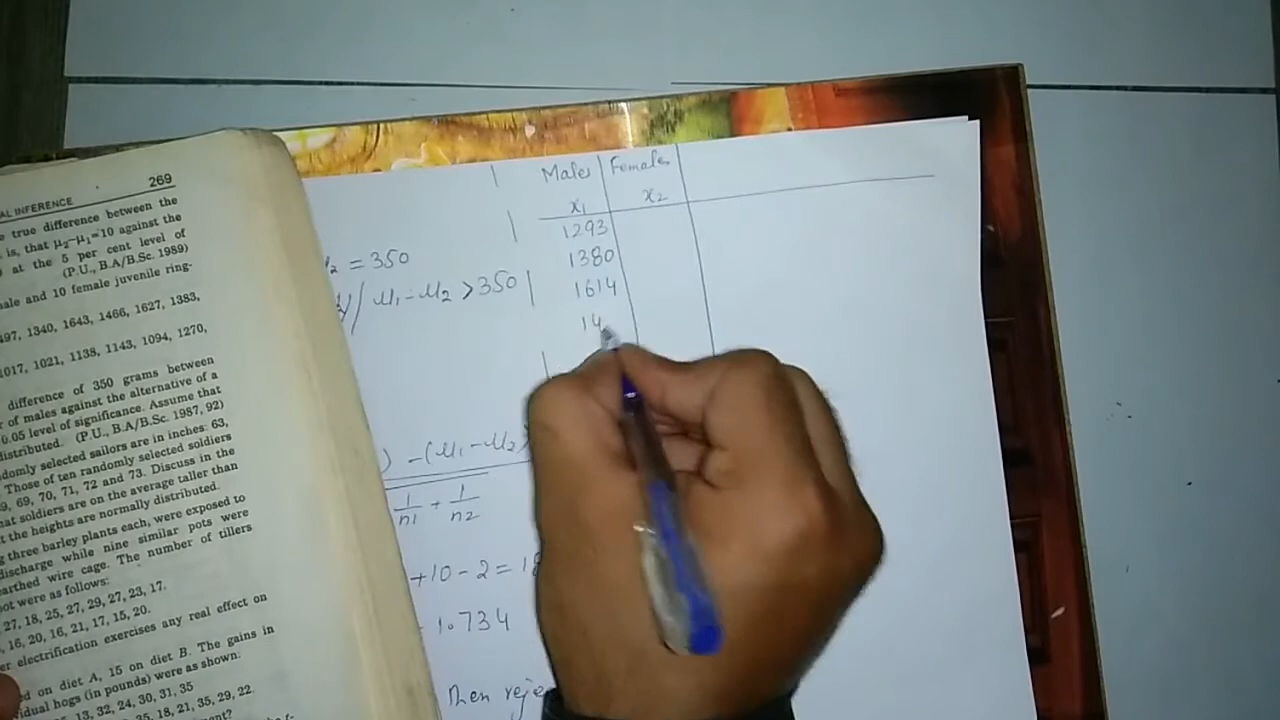 269
AL INFERENCE
true difference between the
is, that μ2-μ1=10 against the
at the 5 per cent level of
(P.U., B.A/B.Sc. 1989)
ale and 10 female juvenile ring-
497, 1340, 1643, 1466, 1627, 1383,
1017, 1021, 1138, 1143, 1094, 1270,
difference of 350 grams between
of males against the alternative of a
0.05 level of significance. Assume that
distributed. (P.U., B.A/B.Sc. 1987, 92)
domly selected sailors are in inches: 63,
Those of ten randomly selected soldiers
9, 69, 70, 71, 72 and 73. Discuss in the
hat soldiers are on the average taller than
t the heights are normally distributed.
g three barley plants each, were exposed to
discharge while nine similar pots were
earthed wire cage. The number of tillers
ot were as follows:
27, 18, 25, 27, 29, 27, 23, 17.
16, 20, 16, 21, 17, 15, 20.
er electrification exercises any real effect on
ed on diet A, 15 on diet B. The gains in
vidual hogs (in pounds) were as shown:
13, 32, 24, 30, 31, 35
35, 18, 21, 35, 29, 22.
Males Females
x1 x2
1293
1380
1614
14
2 = 350
μ1-μ2 >350
) -(μ1-μ2)
1/n1 + 1/n2
+10-2=18
1.734
Then reje